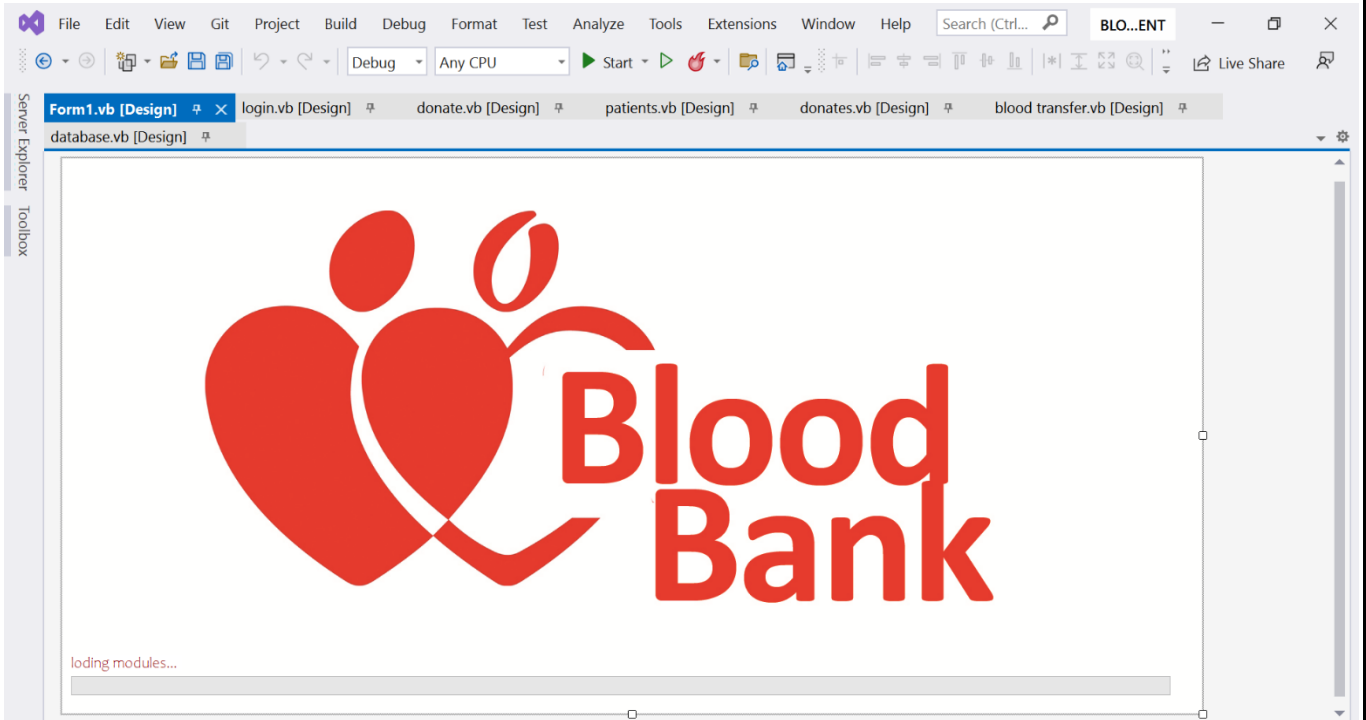 File Edit View Git Project Build Debug Format Test Analyze Tools Extensions Window Help Search (Ctrl... BLO...ENT
Debug Any CPU Start Live Share
Form1.vb [Design] login.vb [Design] donate.vb [Design] patients.vb [Design] donates.vb [Design] blood transfer.vb [Design]
database.vb [Design]
Server Explorer
Toolbox
Blood
Bank
loding modules...